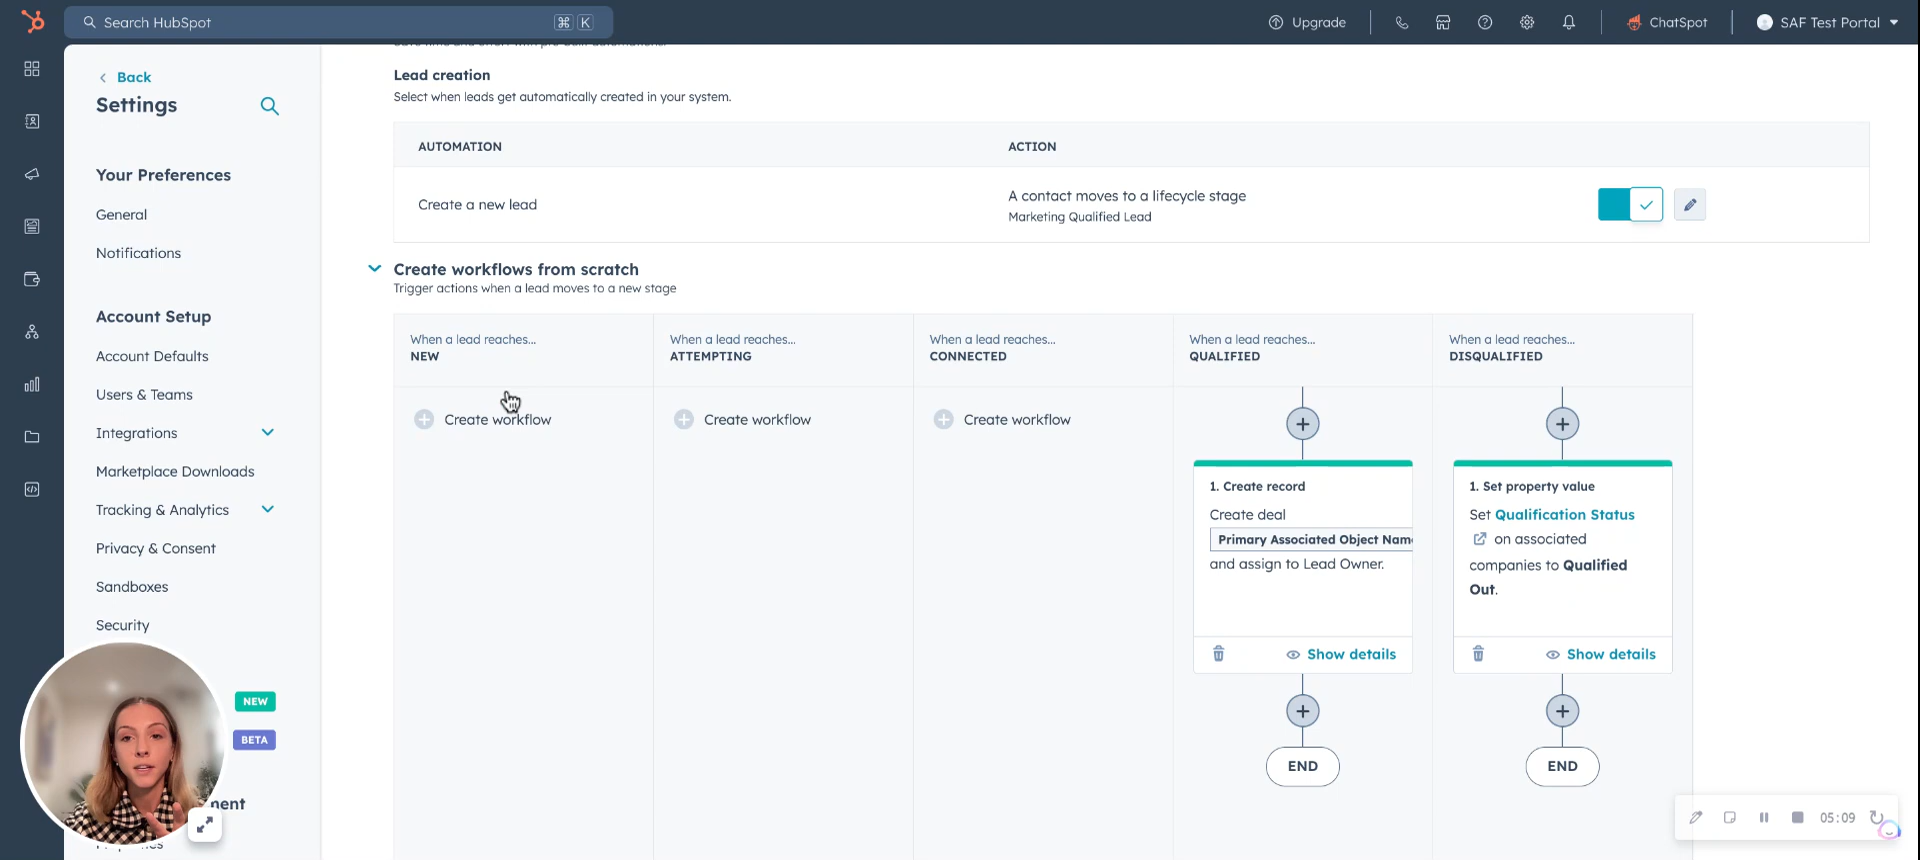 Search HubSpot
⌘ K
Upgrade
ChatSpot
SAF Test Portal
Back
Settings
Your Preferences
General
Notifications
Account Setup
Account Defaults
Users & Teams
Integrations
Marketplace Downloads
Tracking & Analytics
Privacy & Consent
Sandboxes
Security
NEW
BETA
Lead creation
Select when leads get automatically created in your system.
AUTOMATION
ACTION
Create a new lead
A contact moves to a lifecycle stage
Marketing Qualified Lead
Create workflows from scratch
Trigger actions when a lead moves to a new stage
When a lead reaches...
NEW
Create workflow
When a lead reaches...
ATTEMPTING
Create workflow
When a lead reaches...
CONNECTED
Create workflow
When a lead reaches...
QUALIFIED
1. Create record
Create deal
Primary Associated Object Nam
and assign to Lead Owner.
Show details
END
When a lead reaches...
DISQUALIFIED
1. Set property value
Set Qualification Status
on associated
companies to Qualified
Out.
Show details
END
05:09